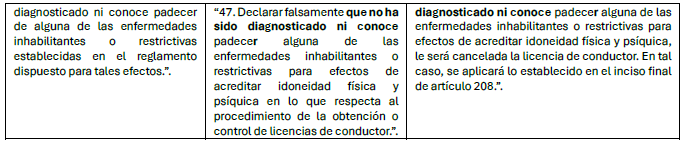 diagnosticado ni conoce padecer
de alguna de las enfermedades
inhabilitantes o restrictivas
establecidas en el reglamento
dispuesto para tales efectos.”.
“47. Declarar falsamente que no ha
sido diagnosticado ni conoce
padecer alguna de las
enfermedades inhabilitantes o
restrictivas para efectos de
acreditar idoneidad física y
psíquica en lo que respecta al
procedimiento de la obtención o
control de licencias de conductor.”.
diagnosticado ni conoce padecer alguna de las
enfermedades inhabilitantes o restrictivas para
efectos de acreditar idoneidad física y psíquica,
le será cancelada la licencia de conductor. En tal
caso, se aplicará lo establecido en el inciso final
de artículo 208.”.